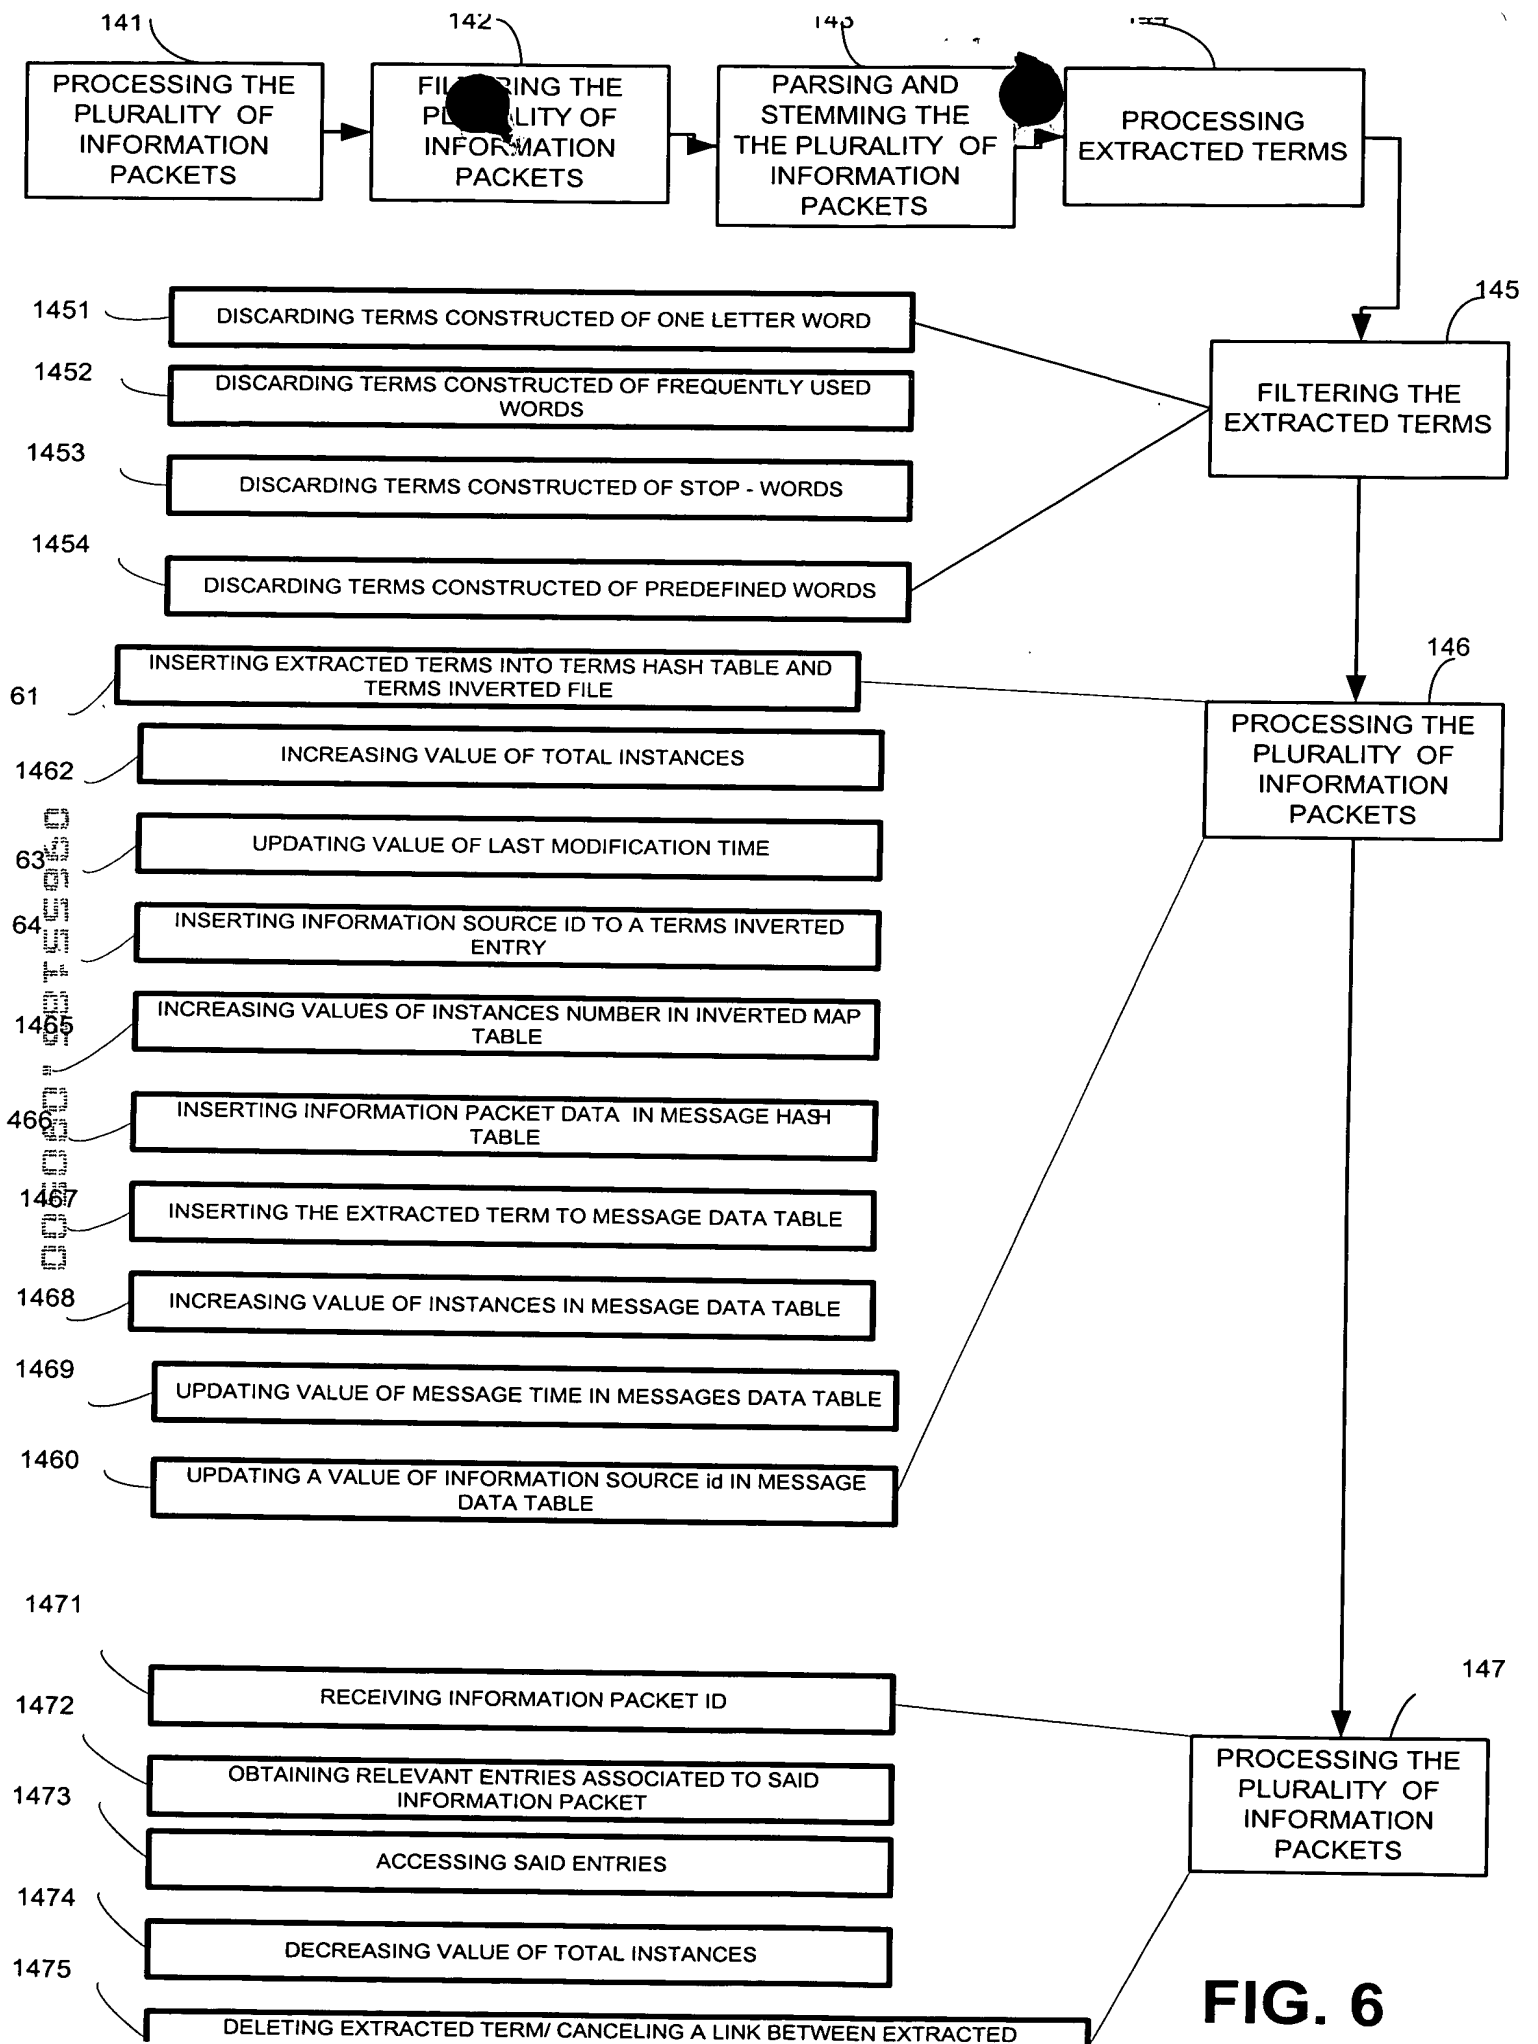 141
142
PROCESSING THE
PLURALITY OF
INFORMATION
PACKETS
THE
OF
INFORMATION
PACKETS
PARSING AND
STEMMING THE
THE PLURALITY OF
INFORMATION
PACKETS
PROCESSING
EXTRACTED TERMS
145
FILTERING THE
EXTRACTED TERMS
1451
DISCARDING TERMS CONSTRUCTED OF ONE LETTER WORD
1452
DISCARDING TERMS CONSTRUCTED OF FREQUENTLY USED
WORDS
1453
DISCARDING TERMS CONSTRUCTED OF STOP - WORDS
1454
DISCARDING TERMS CONSTRUCTED OF PREDEFINED WORDS
146
PROCESSING THE
PLURALITY OF
INFORMATION
PACKETS
61
INSERTING EXTRACTED TERMS INTO TERMS HASH TABLE AND
TERMS INVERTED FILE
1462
INCREASING VALUE OF TOTAL INSTANCES
63
UPDATING VALUE OF LAST MODIFICATION TIME
64
INSERTING INFORMATION SOURCE ID TO A TERMS INVERTED
ENTRY
1465
INCREASING VALUES OF INSTANCES NUMBER IN INVERTED MAP
TABLE
466
INSERTING INFORMATION PACKET DATA IN MESSAGE HASH
TABLE
1467
INSERTING THE EXTRACTED TERM TO MESSAGE DATA TABLE
1468
INCREASING VALUE OF INSTANCES IN MESSAGE DATA TABLE
1469
UPDATING VALUE OF MESSAGE TIME IN MESSAGES DATA TABLE
1460
UPDATING A VALUE OF INFORMATION SOURCE id IN MESSAGE
DATA TABLE
147
PROCESSING THE
PLURALITY OF
INFORMATION
PACKETS
1471
RECEIVING INFORMATION PACKET ID
1472
OBTAINING RELEVANT ENTRIES ASSOCIATED TO SAID
INFORMATION PACKET
1473
ACCESSING SAID ENTRIES
1474
DECREASING VALUE OF TOTAL INSTANCES
1475
DELETING EXTRACTED TERM/ CANCELING A LINK BETWEEN EXTRACTED
FIG. 6